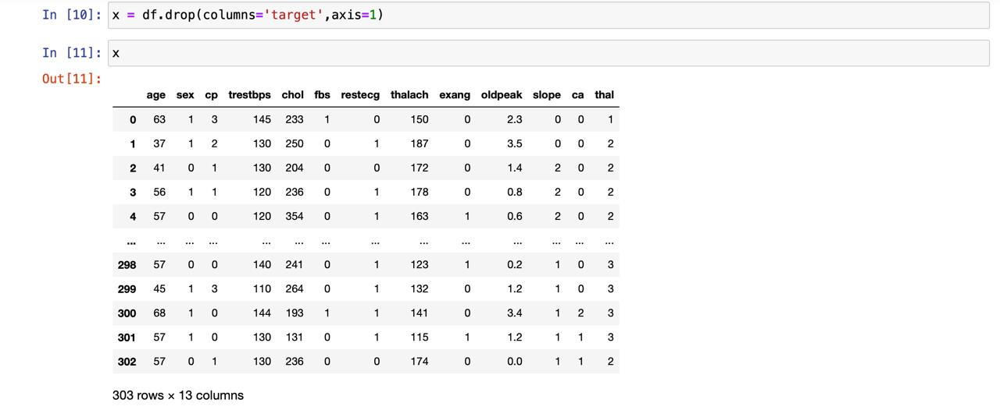 In [10]: x = df.drop(columns='target',axis=1)
In [11]: x
Out[11]:
age sex cp trestbps chol fbs restecg thalach exang oldpeak slope ca thal
0 63 1 3 145 233 1 0 150 0 2.3 0 0 1
1 37 1 2 130 250 0 1 187 0 3.5 0 0 2
2 41 0 1 130 204 0 0 172 0 1.4 2 0 2
3 56 1 1 120 236 0 1 178 0 0.8 2 0 2
4 57 0 0 120 354 0 1 163 1 0.6 2 0 2
... ... ... ... ... ... ... ... ... ... ... ... ... ...
298 57 0 0 140 241 0 1 123 1 0.2 1 0 3
299 45 1 3 110 264 0 1 132 0 1.2 1 0 3
300 68 1 0 144 193 1 1 141 0 3.4 1 2 3
301 57 1 0 130 131 0 1 115 1 1.2 1 1 3
302 57 0 1 130 236 0 0 174 0 0.0 1 1 2
303 rows × 13 columns